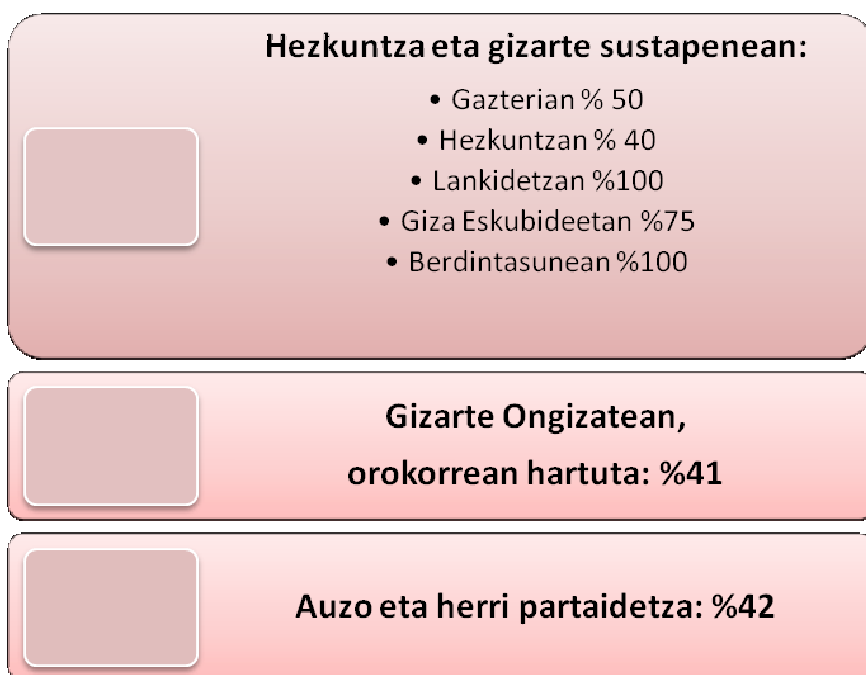 Hezkuntza eta gizarte sustapenean:
• Gazterian % 50
• Hezkuntzan % 40
• Lankidetzan %100
• Giza Eskubideetan %75
• Berdintasunean %100
Gizarte Ongizatean,
orokorrean hartuta: %41
Auzo eta herri partaidetza: %42